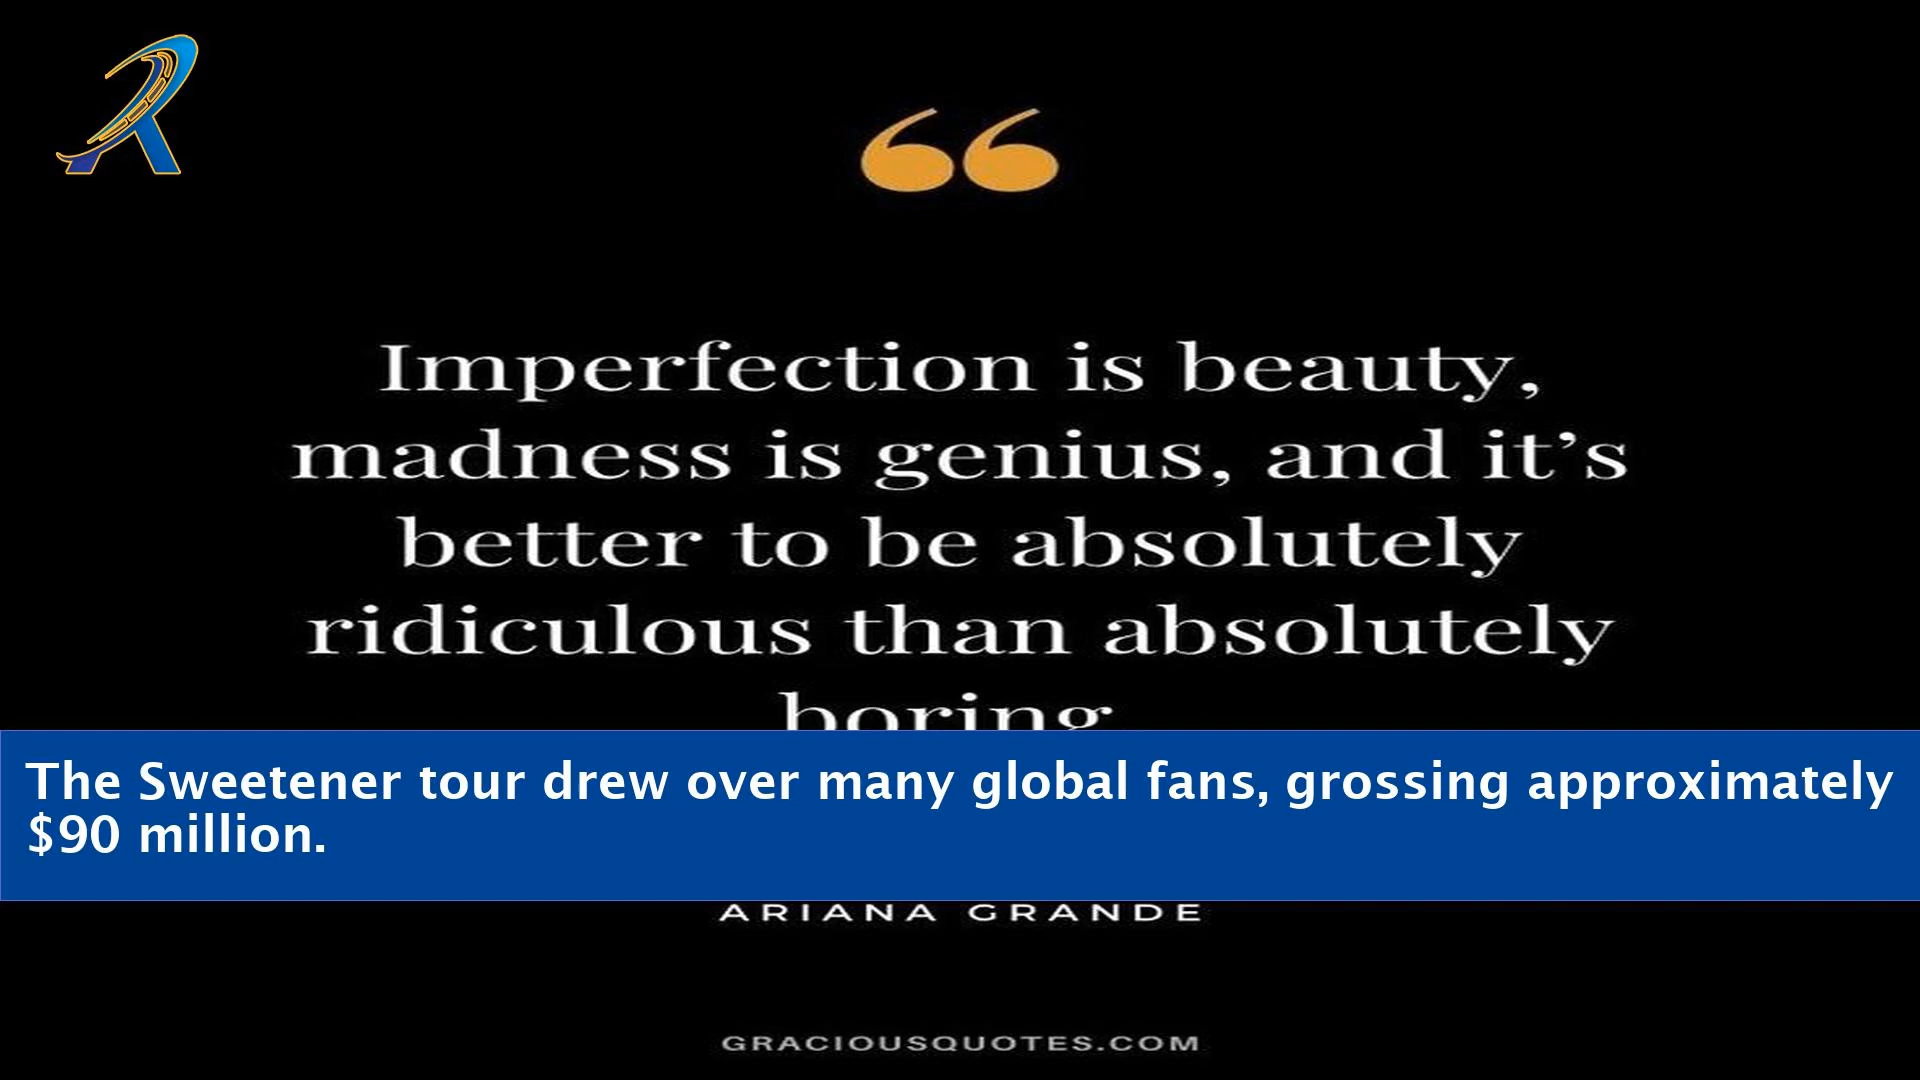 Imperfection is beauty,
madness is genius, and it’s
better to be absolutely
ridiculous than absolutely
boring
The Sweetener tour drew over many global fans, grossing approximately
$90 million.
ARIANA GRANDE
GRACIOUSQUOTES.COM